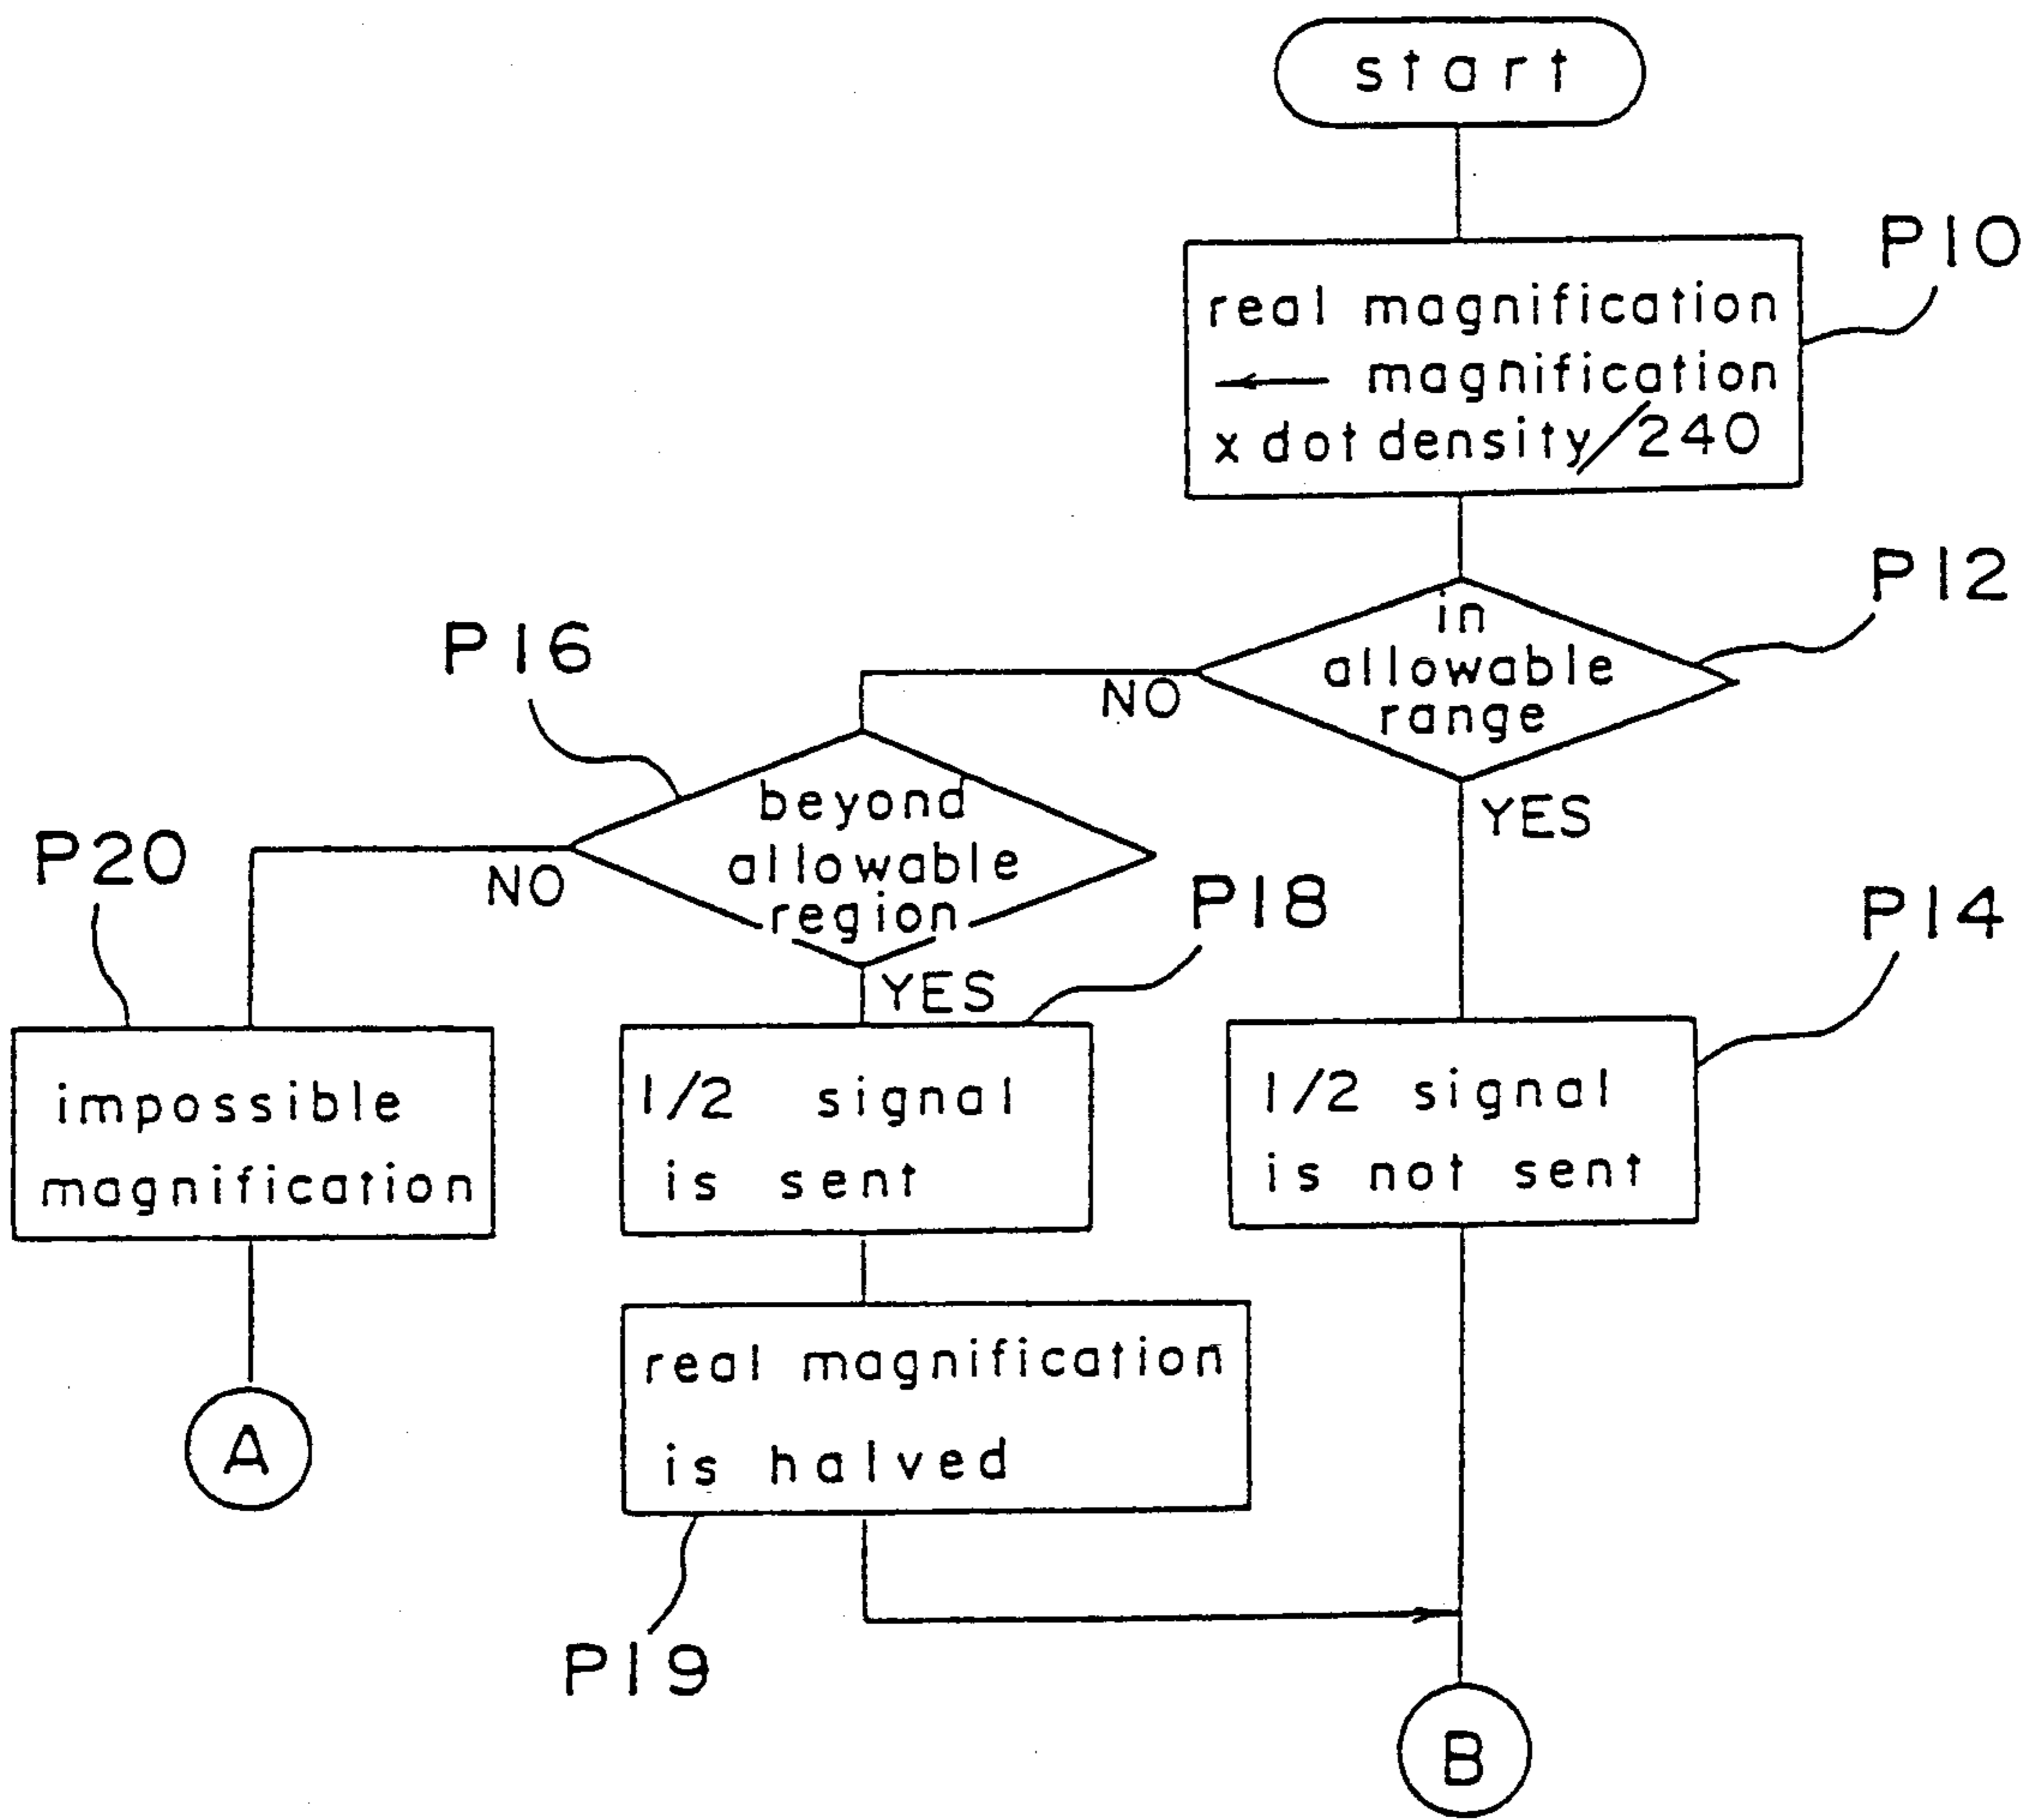 start
P10
real magnification
← magnification
x dot density/240
P12
in
allowable
range
NO
YES
P16
beyond
allowable
region
NO
YES
P20
P18
P14
impossible
magnification
1/2 signal
is sent
1/2 signal
is not sent
real magnification
is halved
A
P19
B